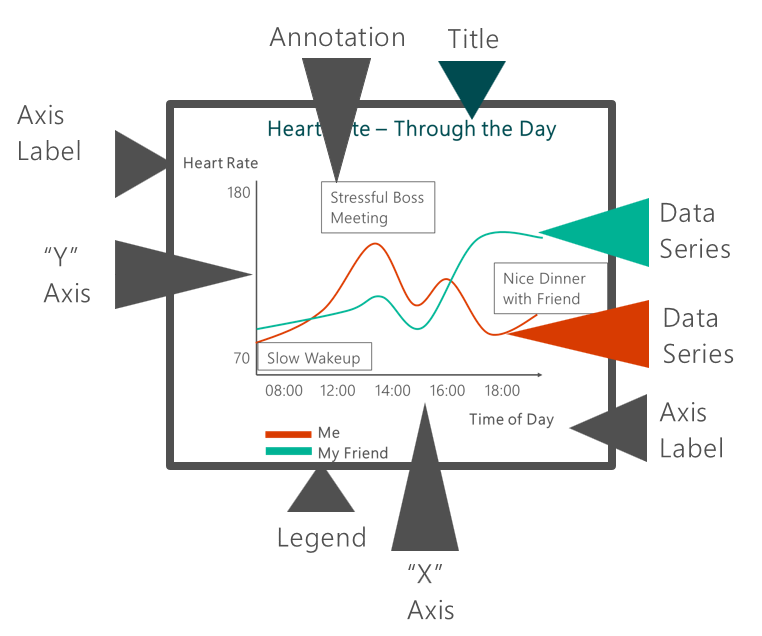 Annotation
Title
Axis
Label
Heart Rate – Through the Day
Heart Rate
180
Stressful Boss
Meeting
Data
Series
“Y”
Axis
Nice Dinner
with Friend
Data
Series
70
Slow Wakeup
08:00 12:00 14:00 16:00 18:00
Time of Day
Axis
Label
Me
My Friend
Legend
“X”
Axis